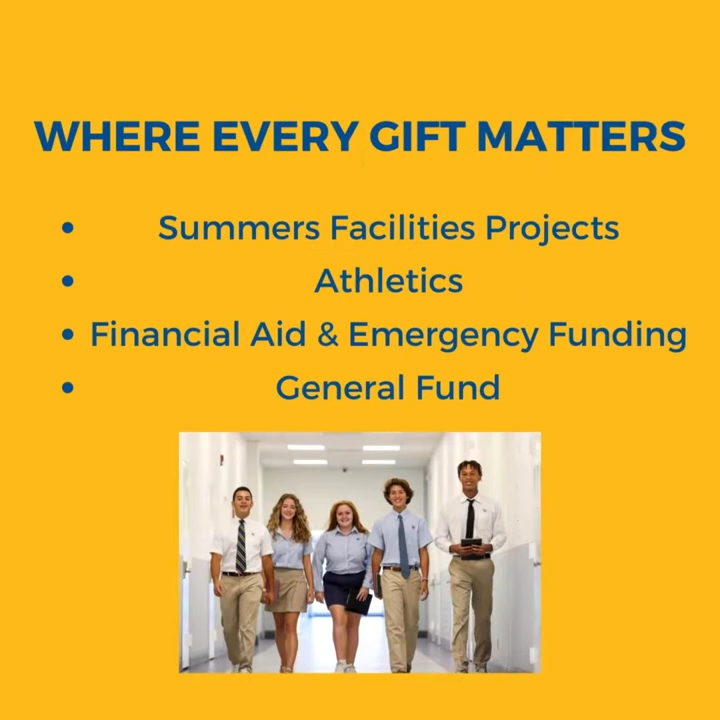 WHERE EVERY GIFT MATTERS
• Summers Facilities Projects
• Athletics
• Financial Aid & Emergency Funding
• General Fund